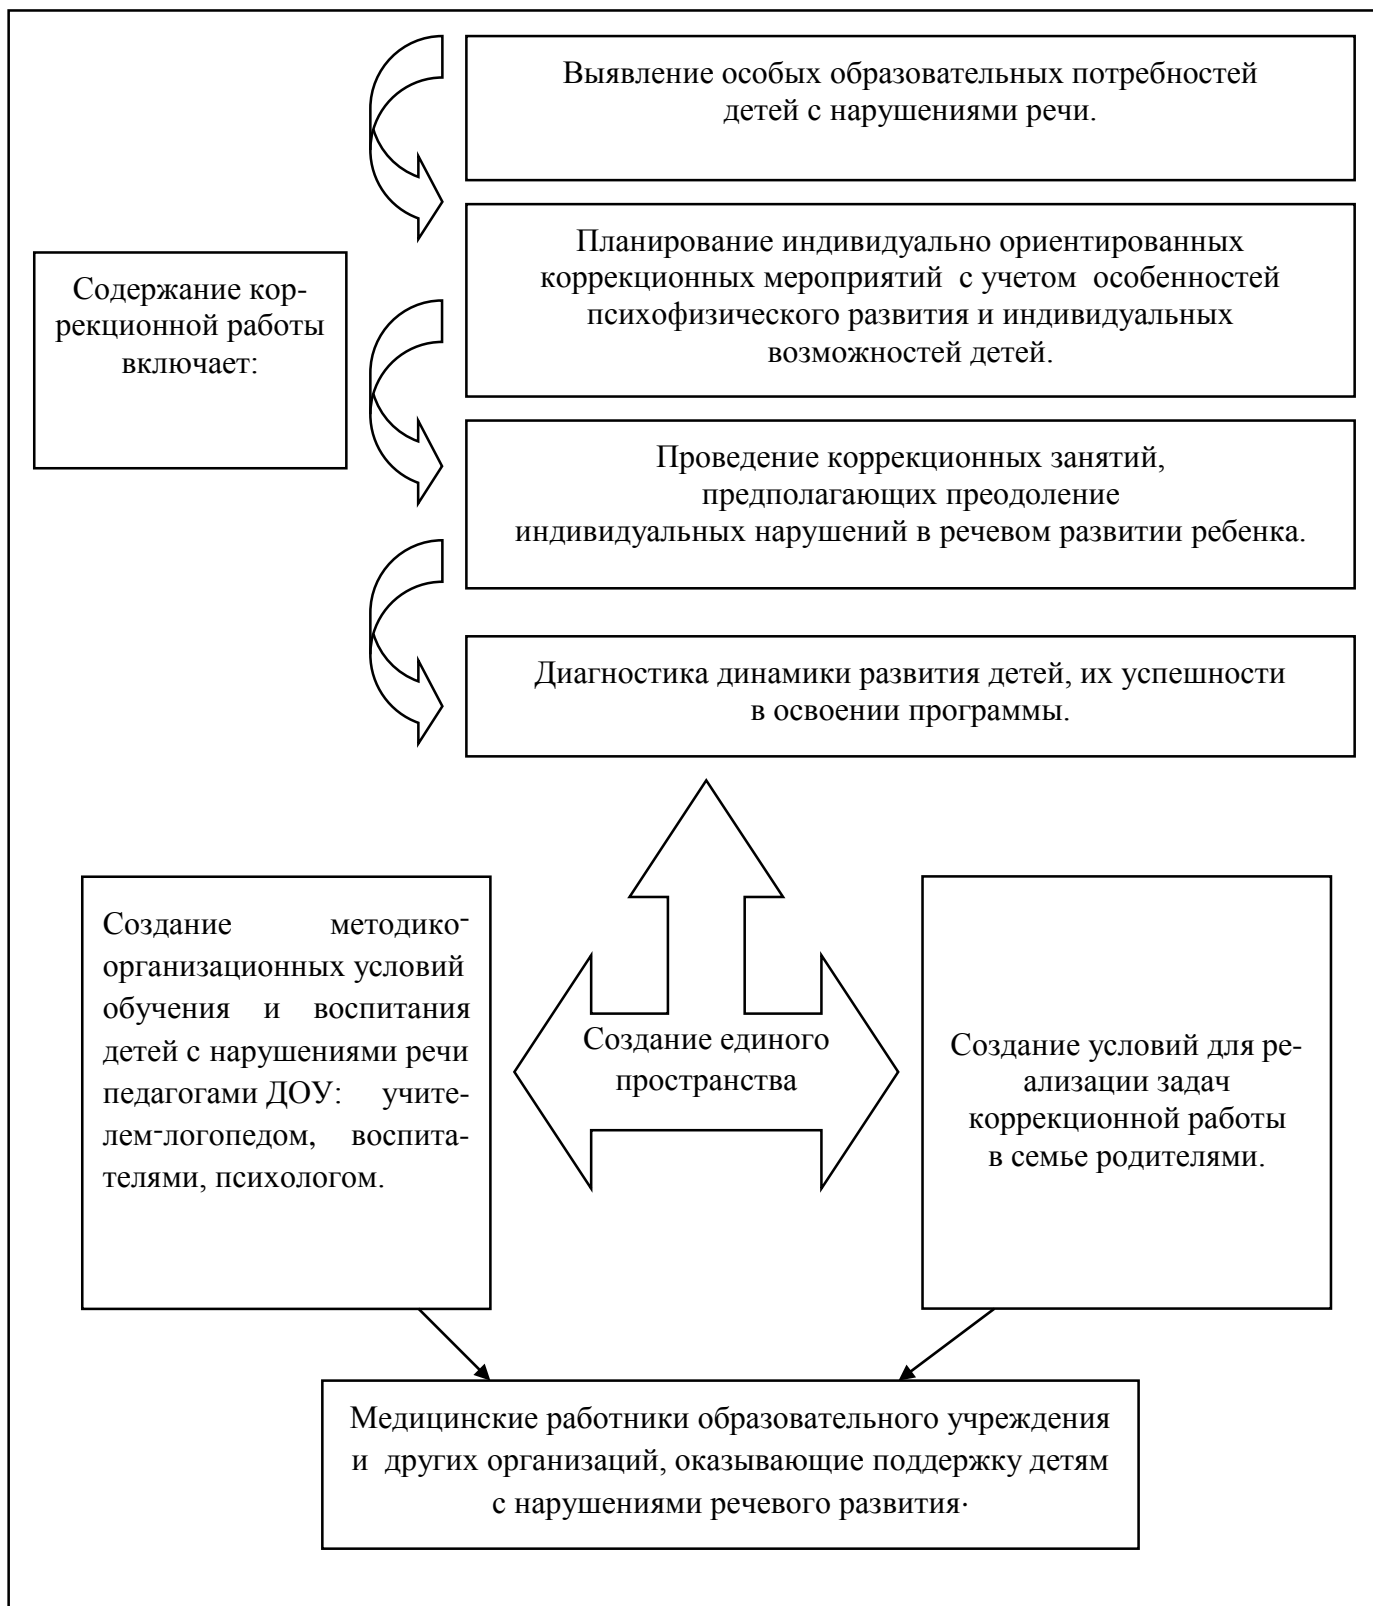 Выявление особых образовательных потребностей
детей с нарушениями речи.
Содержание кор-
рекционной работы
включает:
Планирование индивидуально ориентированных
коррекционных мероприятий с учетом особенностей
психофизического развития и индивидуальных
возможностей детей.
Проведение коррекционных занятий,
предполагающих преодоление
индивидуальных нарушений в речевом развитии ребенка.
Диагностика динамики развития детей, их успешности
в освоении программы.
Создание методико-
организационных условий
обучения и воспитания
детей с нарушениями речи
педагогами ДОУ: учите-
лем-логопедом, воспита-
телями, психологом.
Создание единого
пространства
Создание условий для ре-
ализации задач
коррекционной работы
в семье родителями.
Медицинские работники образовательного учреждения
и других организаций, оказывающие поддержку детям
с нарушениями речевого развития·